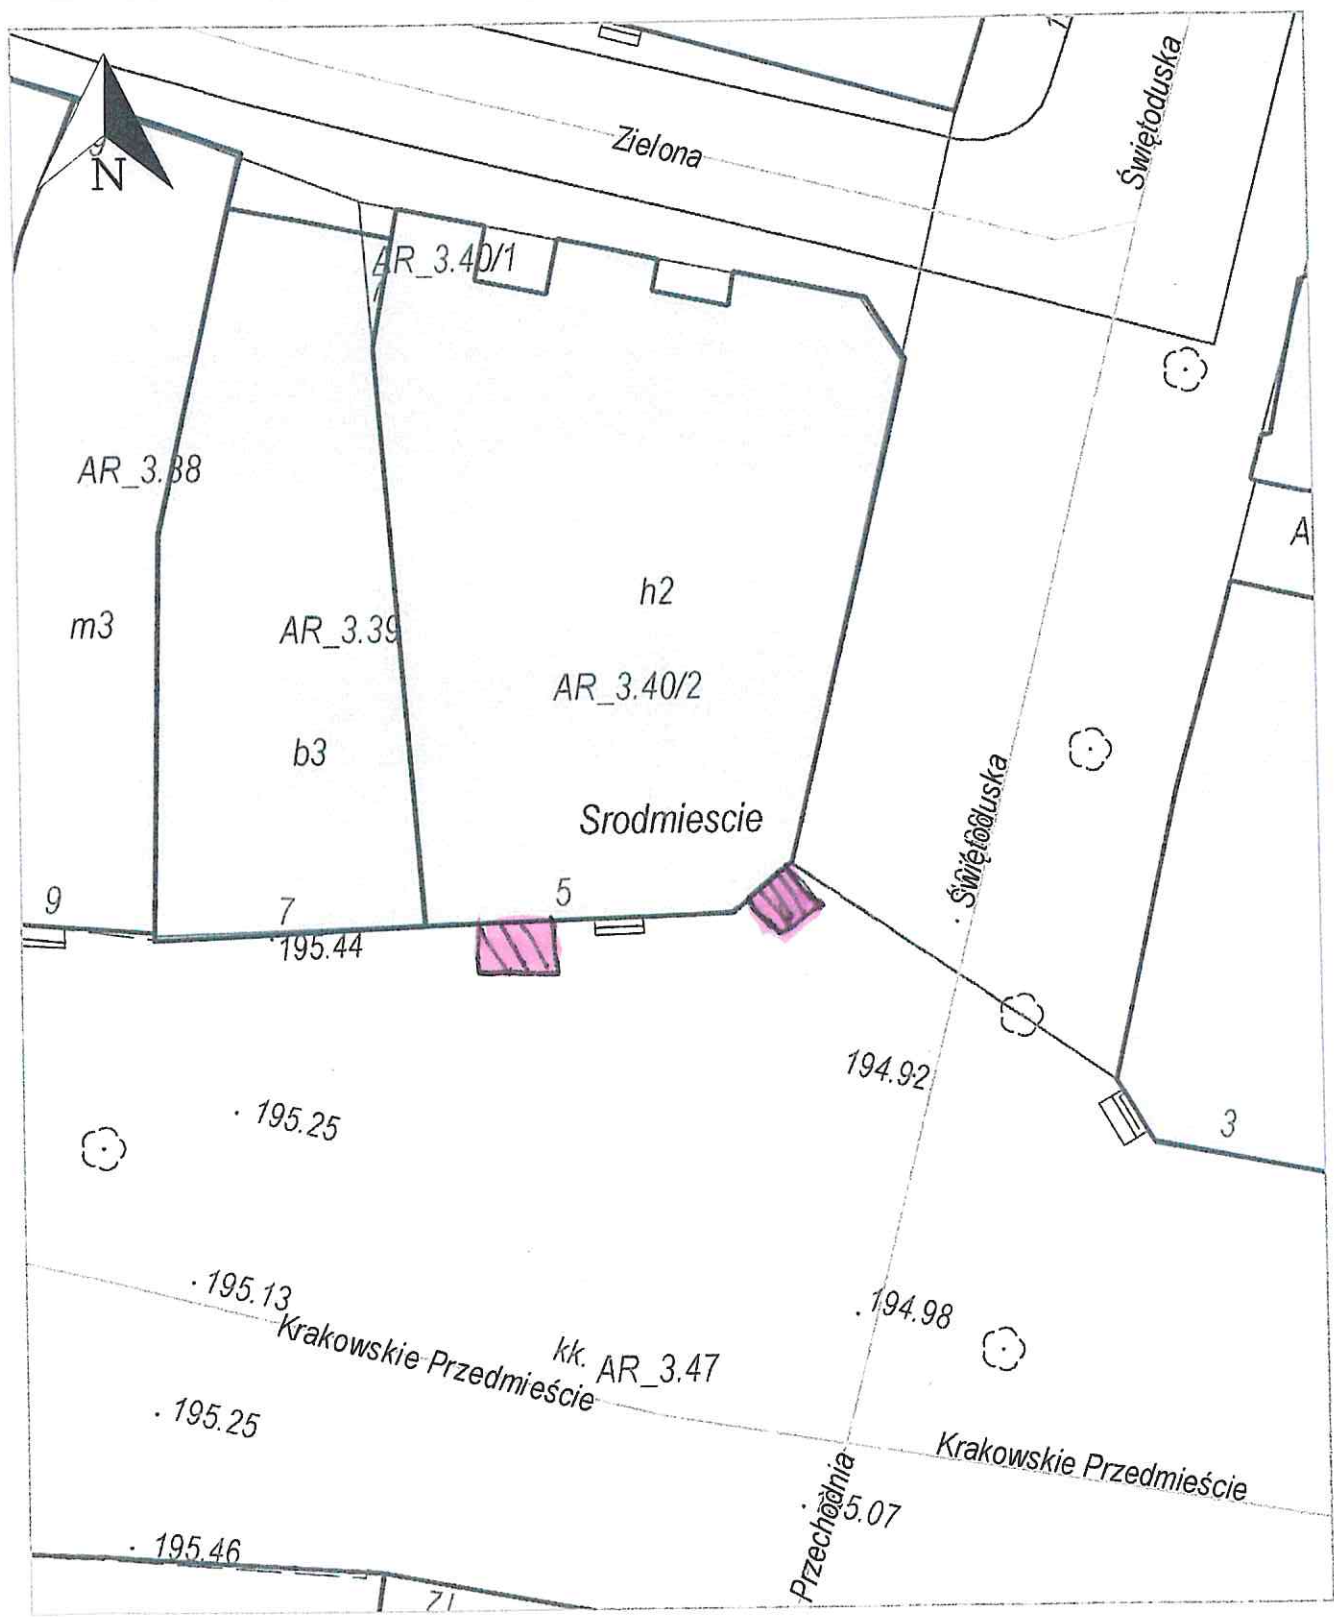 Zielona
Świętoduska
N
AR_3.40/1
AR_3.38
A
h2
m3
AR_3.39
AR_3.40/2
b3
Srodmiescie
Świętoduska
9
7
5
195.44
194.92
195.25
3
195.13
194.98
Krakowskie Przedmieście
kk. AR_3.47
195.25
Krakowskie Przedmieście
Przechodnia
195.46